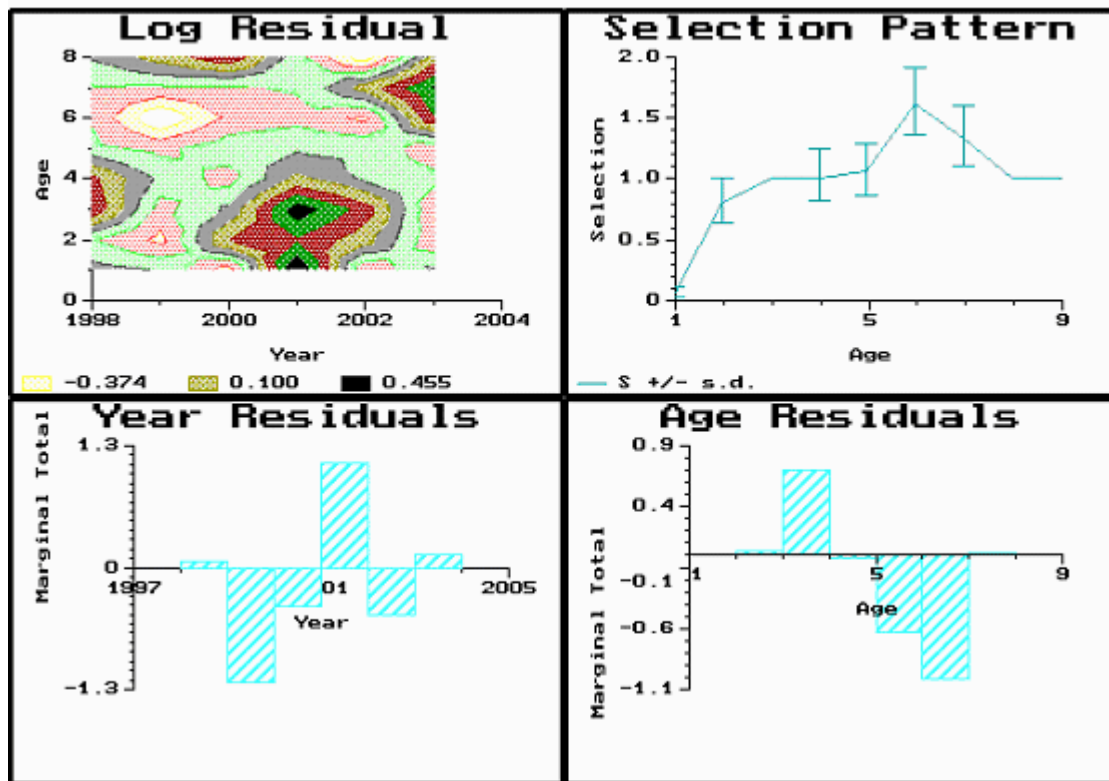 Log Residual
8
6
4
2
0
Age
1998
2000
2002
2004
Year
-0.374
0.100
0.455
Selection Pattern
2.0
1.5
1.0
0.5
0
Selection
1
5
9
Age
S +/- s.d.
Year Residuals
1.3
0
-1.3
Marginal Total
1997
01
2005
Year
Age Residuals
0.9
0.4
-0.1
-0.6
-1.1
Marginal Total
1
5
9
Age